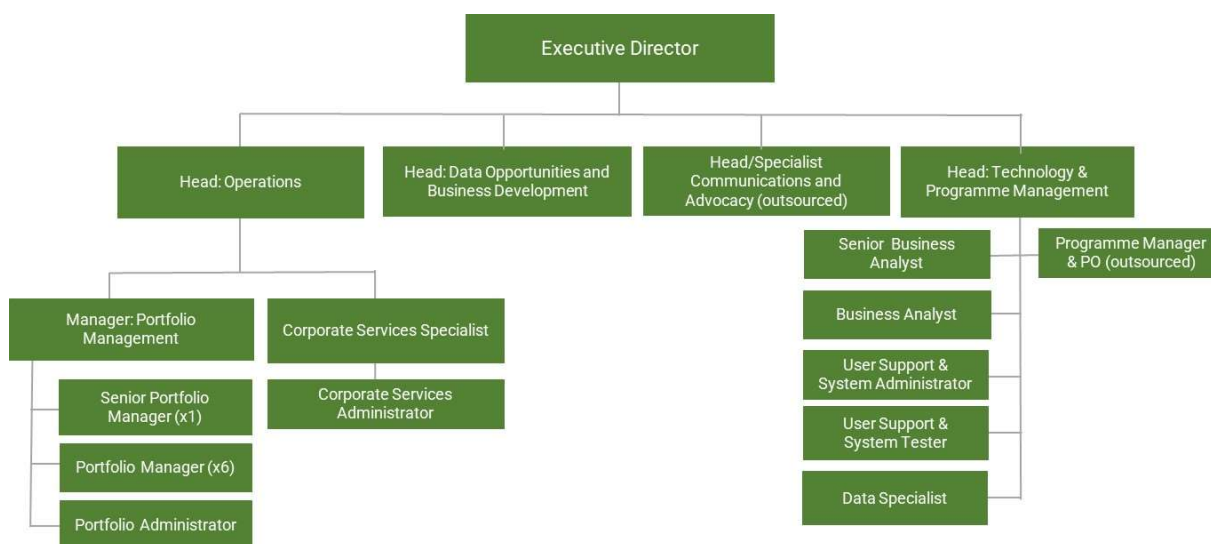 Executive Director
Head: Operations
Head: Data Opportunities and
Business Development
Head/Specialist
Communications and
Advocacy (outsourced)
Head: Technology &
Programme Management
Senior Business
Analyst
Programme Manager
& PO (outsourced)
Business Analyst
User Support &
System Administrator
User Support &
System Tester
Data Specialist
Manager: Portfolio
Management
Corporate Services Specialist
Senior Portfolio
Manager (x1)
Corporate Services
Administrator
Portfolio Manager (x6)
Portfolio Administrator